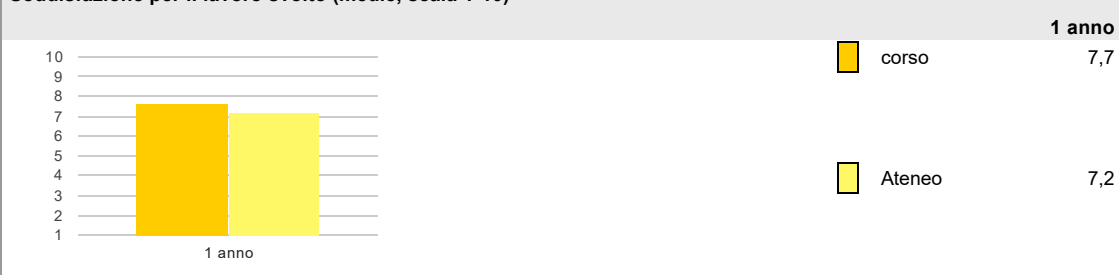 Soddisfazione per il lavoro svolto (medie, scala 1-10)
1 anno
10
9
8
7
6
5
4
3
2
1
1 anno
corso 7,7
Ateneo 7,2